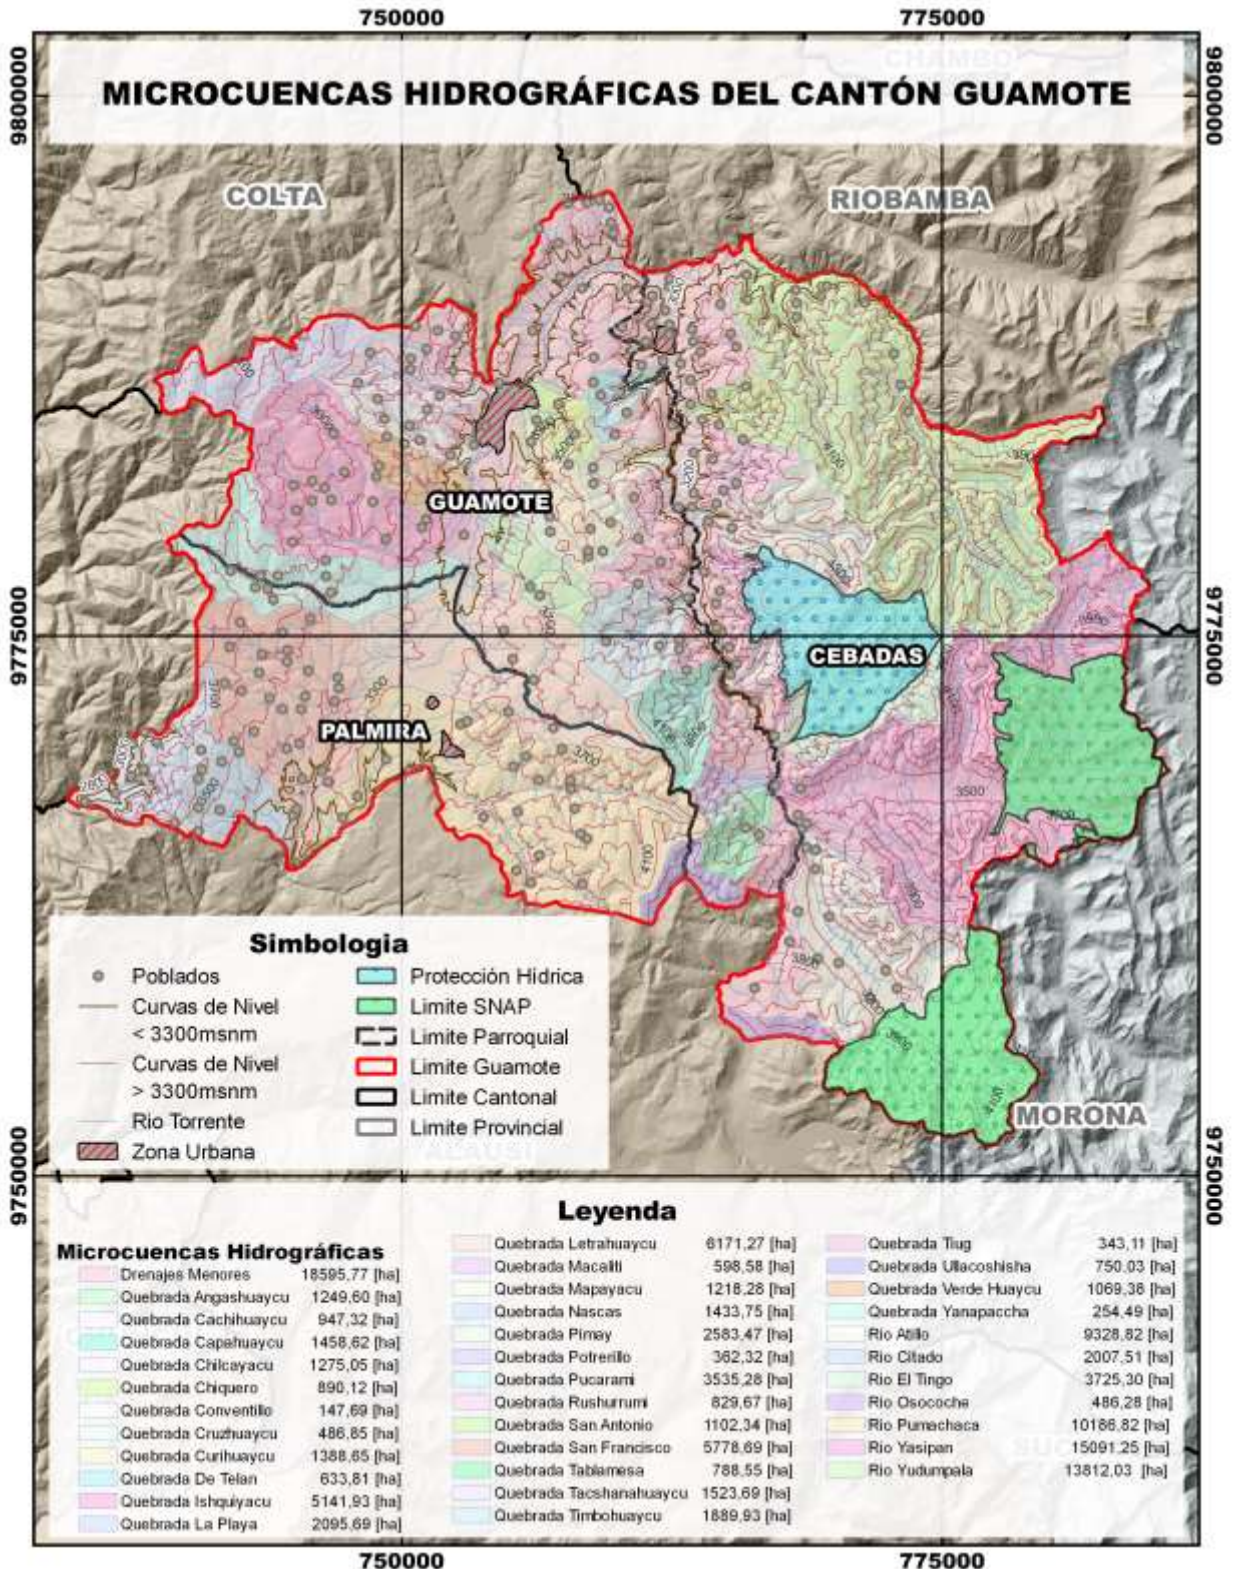 750000
775000
9800000
9800000
CHAMBO
MICROCUENCAS HIDROGRÁFICAS DEL CANTÓN GUAMOTE
COLTA
RIOBAMBA
GUAMOTE
9775000
9775000
CEBADAS
PALMIRA
3500
4100
3700
3900
3300
MORONA
ALAUSI
9750000
9750000
Simbologia
Poblados
Curvas de Nivel
< 3300msnm
Curvas de Nivel
> 3300msnm
Rio Torrente
Zona Urbana
Protección Hídrica
Limite SNAP
Limite Parroquial
Limite Guamote
Limite Cantonal
Limite Provincial
Leyenda
Microcuencas Hidrográficas
Drenajes Menores 18595,77 [ha]
Quebrada Angashuaycu 1249,60 [ha]
Quebrada Cachihuaycu 947,32 [ha]
Quebrada Capahuaycu 1458,62 [ha]
Quebrada Chilcayacu 1275,05 [ha]
Quebrada Chiquero 890,12 [ha]
Quebrada Conventillo 147,69 [ha]
Quebrada Cruzhuaycu 486,85 [ha]
Quebrada Curihuaycu 1388,65 [ha]
Quebrada De Telan 633,81 [ha]
Quebrada Ishquiyacu 5141,93 [ha]
Quebrada La Playa 2095,69 [ha]
Quebrada Letrahuaycu 6171,27 [ha]
Quebrada Macaliti 598,58 [ha]
Quebrada Mapayacu 1218,28 [ha]
Quebrada Nascas 1433,75 [ha]
Quebrada Pimay 2583,47 [ha]
Quebrada Potrerillo 362,32 [ha]
Quebrada Pucarami 3535,28 [ha]
Quebrada Rushurrumi 829,67 [ha]
Quebrada San Antonio 1102,34 [ha]
Quebrada San Francisco 5778,69 [ha]
Quebrada Tablamesa 788,55 [ha]
Quebrada Tacshanahuaycu 1523,69 [ha]
Quebrada Timbohuaycu 1889,93 [ha]
Quebrada Tiug 343,11 [ha]
Quebrada Ullacoshisha 750,03 [ha]
Quebrada Verde Huaycu 1069,38 [ha]
Quebrada Yanapaccha 254,49 [ha]
Rio Atillo 9328,82 [ha]
Rio Citado 2007,51 [ha]
Rio El Tingo 3725,30 [ha]
Rio Osocoche 486,28 [ha]
Rio Pumachaca 10186,82 [ha]
Rio Yasipan 15091,25 [ha]
Rio Yudumpala 13812,03 [ha]
750000
775000